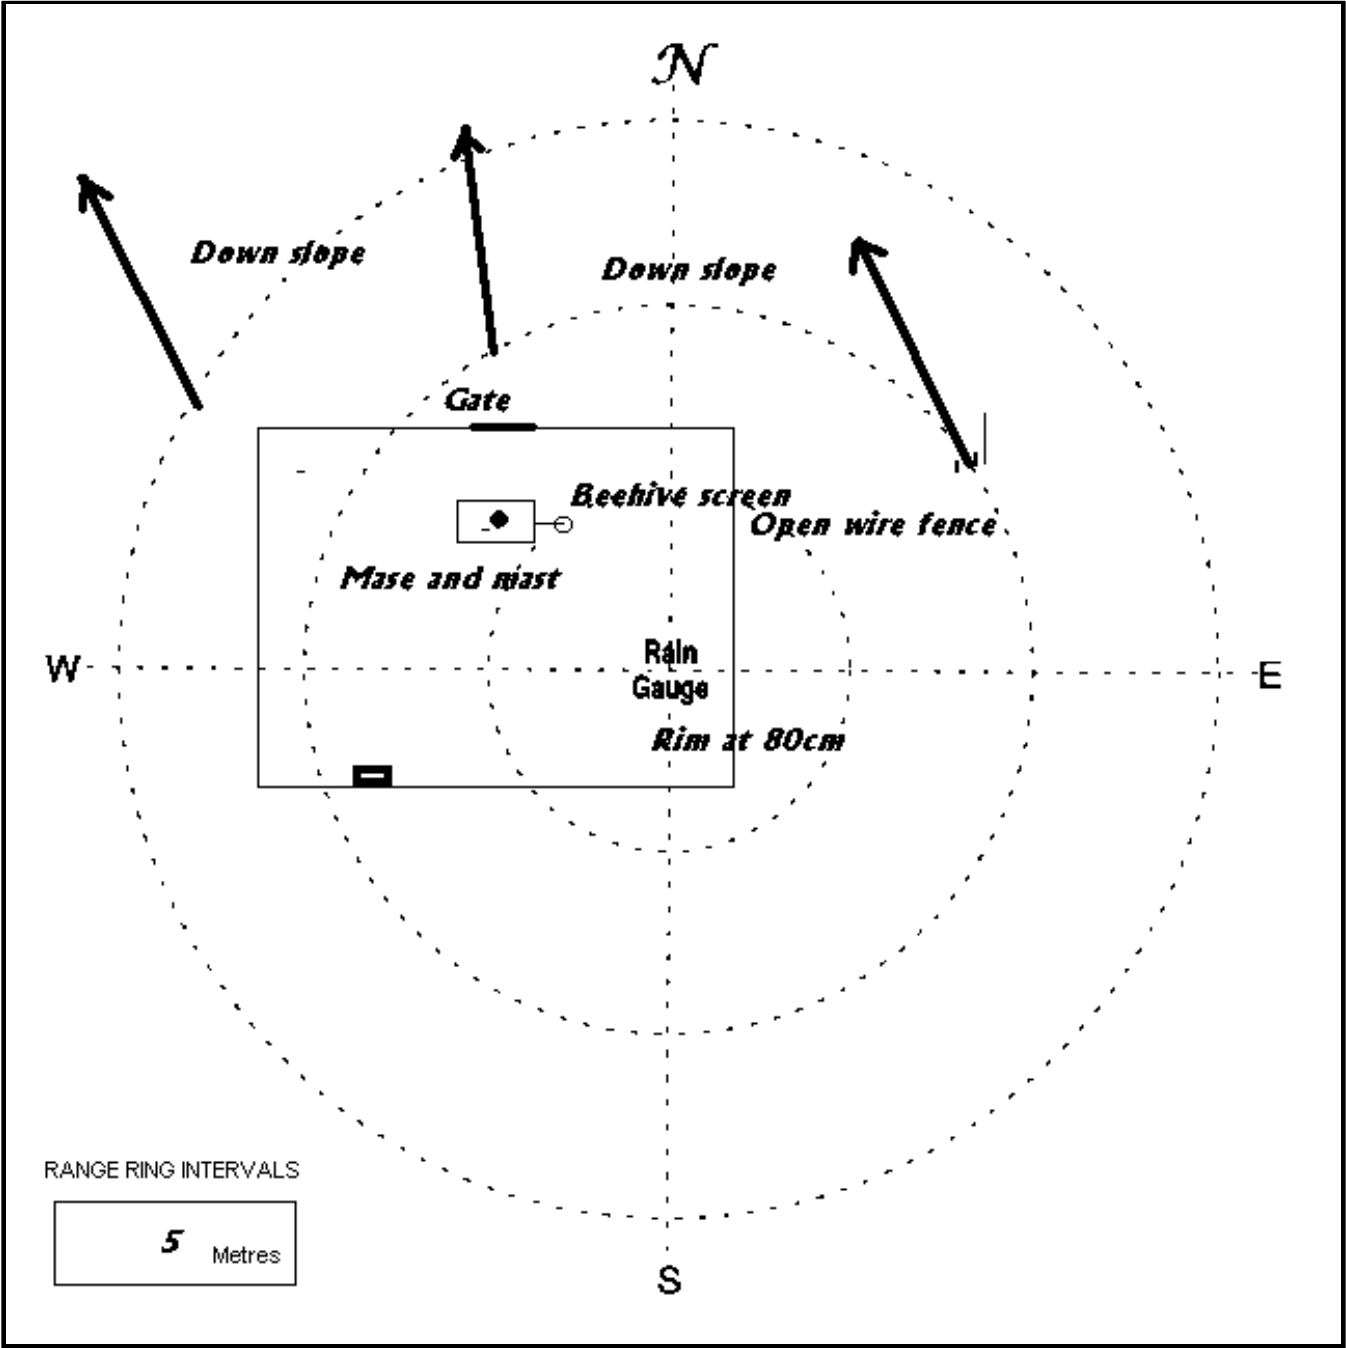 N
Down slope
Down slope
Gate
Beehive screen
Open wire fence
Mase and mast
W
Rain
Gauge
E
Rim at 80cm
RANGE RING INTERVALS
5 Metres
S